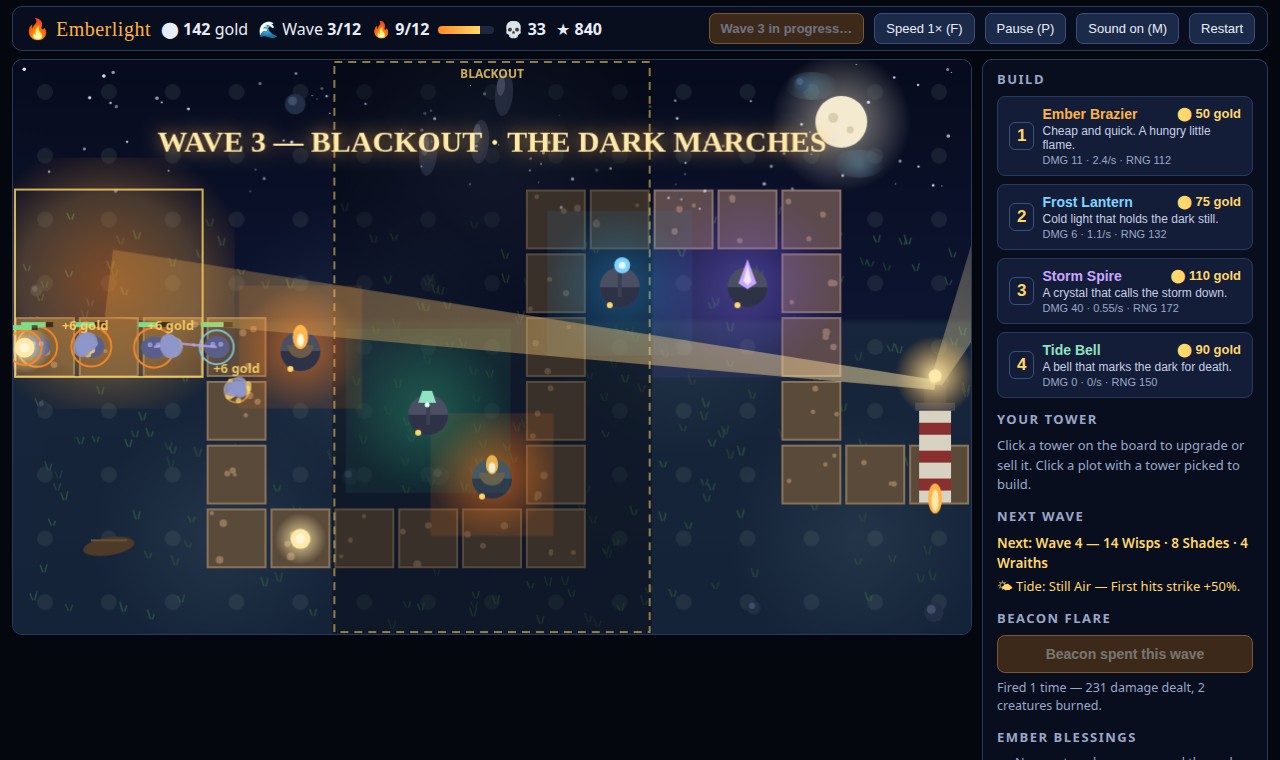 🔥 Emberlight 142 gold 🌊 Wave 3/12 🔥 9/12 💀 33 ★ 840
Wave 3 in progress… Speed 1× (F) Pause (P) Sound on (M) Restart
BLACKOUT
WAVE 3 — BLACKOUT · THE DARK MARCHES
+6 gold +6 gold
+6 gold
BUILD
1 Ember Brazier 50 gold
Cheap and quick. A hungry little
flame.
DMG 11 · 2.4/s · RNG 112
2 Frost Lantern 75 gold
Cold light that holds the dark still.
DMG 6 · 1.1/s · RNG 132
3 Storm Spire 110 gold
A crystal that calls the storm down.
DMG 40 · 0.55/s · RNG 172
4 Tide Bell 90 gold
A bell that marks the dark for death.
DMG 0 · 0/s · RNG 150
YOUR TOWER
Click a tower on the board to upgrade or
sell it. Click a plot with a tower picked to
build.
NEXT WAVE
Next: Wave 4 — 14 Wisps · 8 Shades · 4
Wraiths
🌤 Tide: Still Air — First hits strike +50%.
BEACON FLARE
Beacon spent this wave
Fired 1 time — 231 damage dealt, 2
creatures burned.
EMBER BLESSINGS